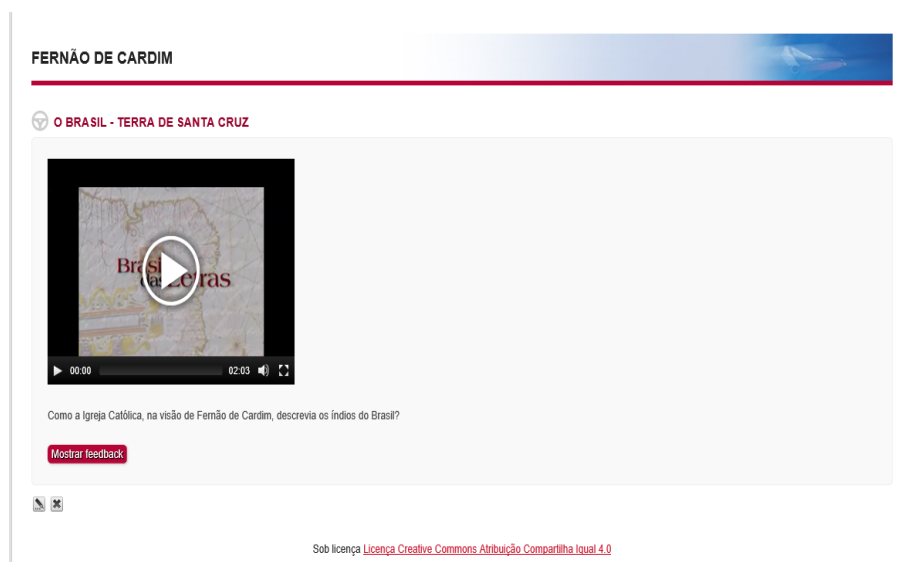 FERNÃO DE CARDIM
O BRASIL - TERRA DE SANTA CRUZ
Brasil
das Letras
00:00 02:03
Como a Igreja Católica, na visão de Fernão de Cardim, descrevia os índios do Brasil?
Mostrar feedback
Sob licença Licença Creative Commons Atribuição Compartilha Igual 4.0